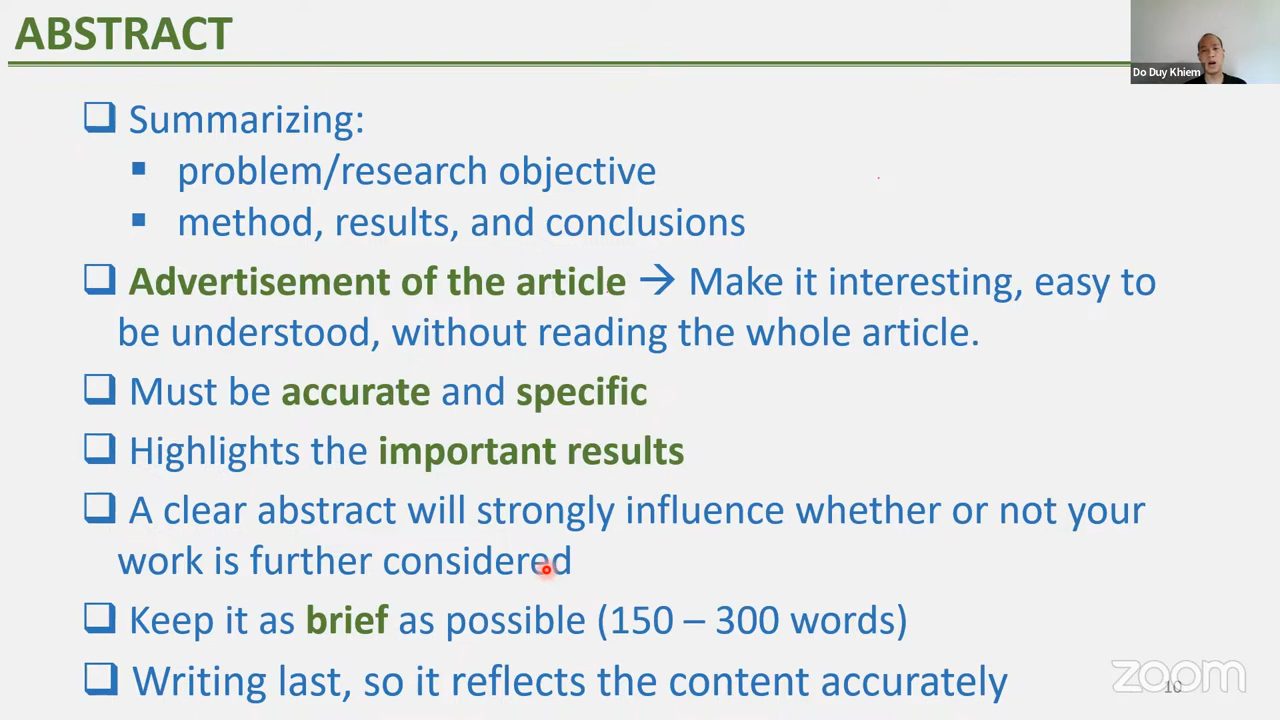 ABSTRACT
Do Duy Khiem
❑ Summarizing:
▪ problem/research objective
▪ method, results, and conclusions
❑ Advertisement of the article → Make it interesting, easy to
be understood, without reading the whole article.
❑ Must be accurate and specific
❑ Highlights the important results
❑ A clear abstract will strongly influence whether or not your
work is further considered
❑ Keep it as brief as possible (150 – 300 words)
❑ Writing last, so it reflects the content accurately
zoom
10